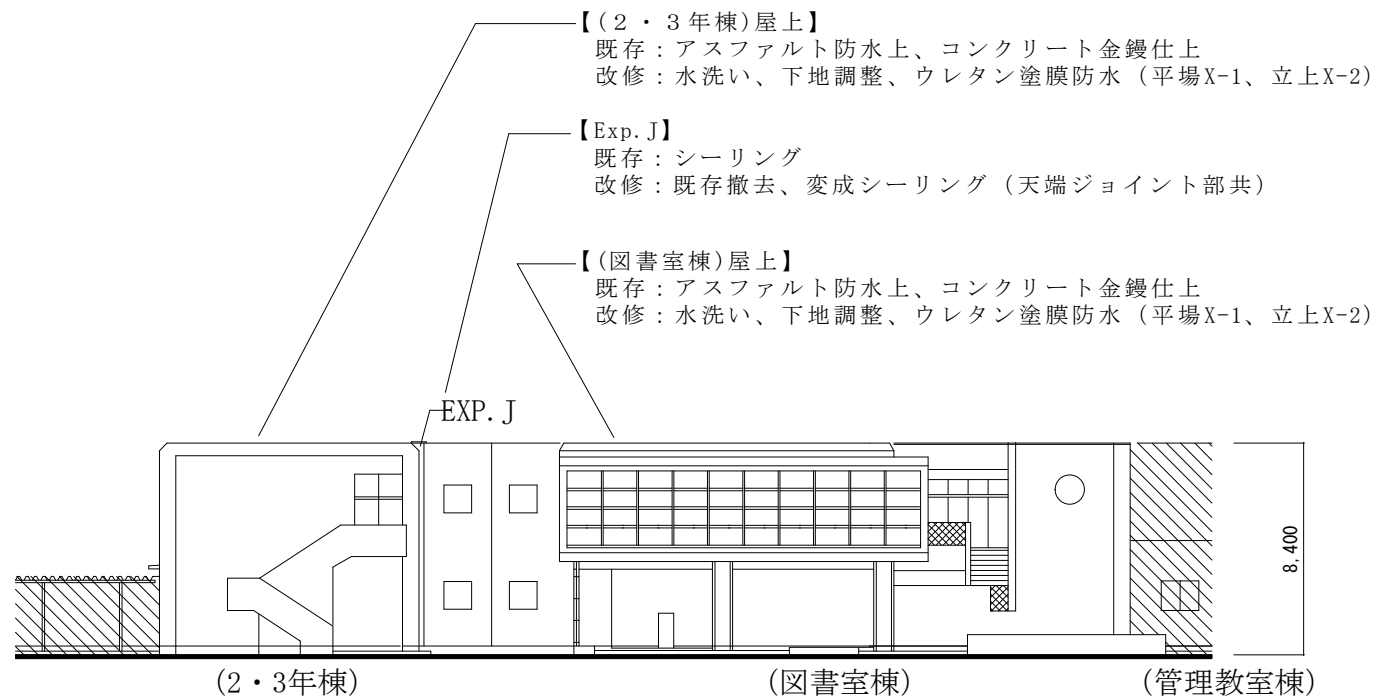 【(2・3年棟)屋上】
既存：アスファルト防水上、コンクリート金鏝仕上
改修：水洗い、下地調整、ウレタン塗膜防水（平場X-1、立上X-2）
【Exp.J】
既存：シーリング
改修：既存撤去、変成シーリング（天端ジョイント部共）
【(図書室棟)屋上】
既存：アスファルト防水上、コンクリート金鏝仕上
改修：水洗い、下地調整、ウレタン塗膜防水（平場X-1、立上X-2）
EXP.J
8,400
(2・3年棟)
(図書室棟)
(管理教室棟)